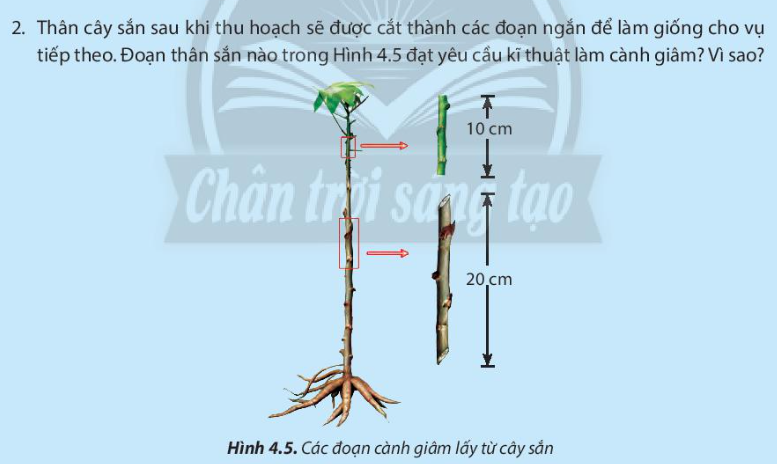 2. Thân cây sắn sau khi thu hoạch sẽ được cắt thành các đoạn ngắn để làm giống cho vụ
tiếp theo. Đoạn thân sắn nào trong Hình 4.5 đạt yêu cầu kĩ thuật làm cành giâm? Vì sao?
10 cm
Chân trời sáng tạo
20 cm
Hình 4.5. Các đoạn cành giâm lấy từ cây sắn